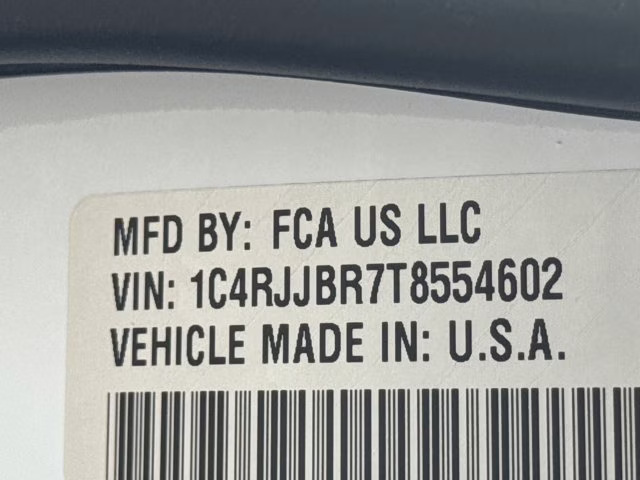 MFD BY: FCA US LLC
VIN: 1C4RJJBR7T8554602
VEHICLE MADE IN: U.S.A.